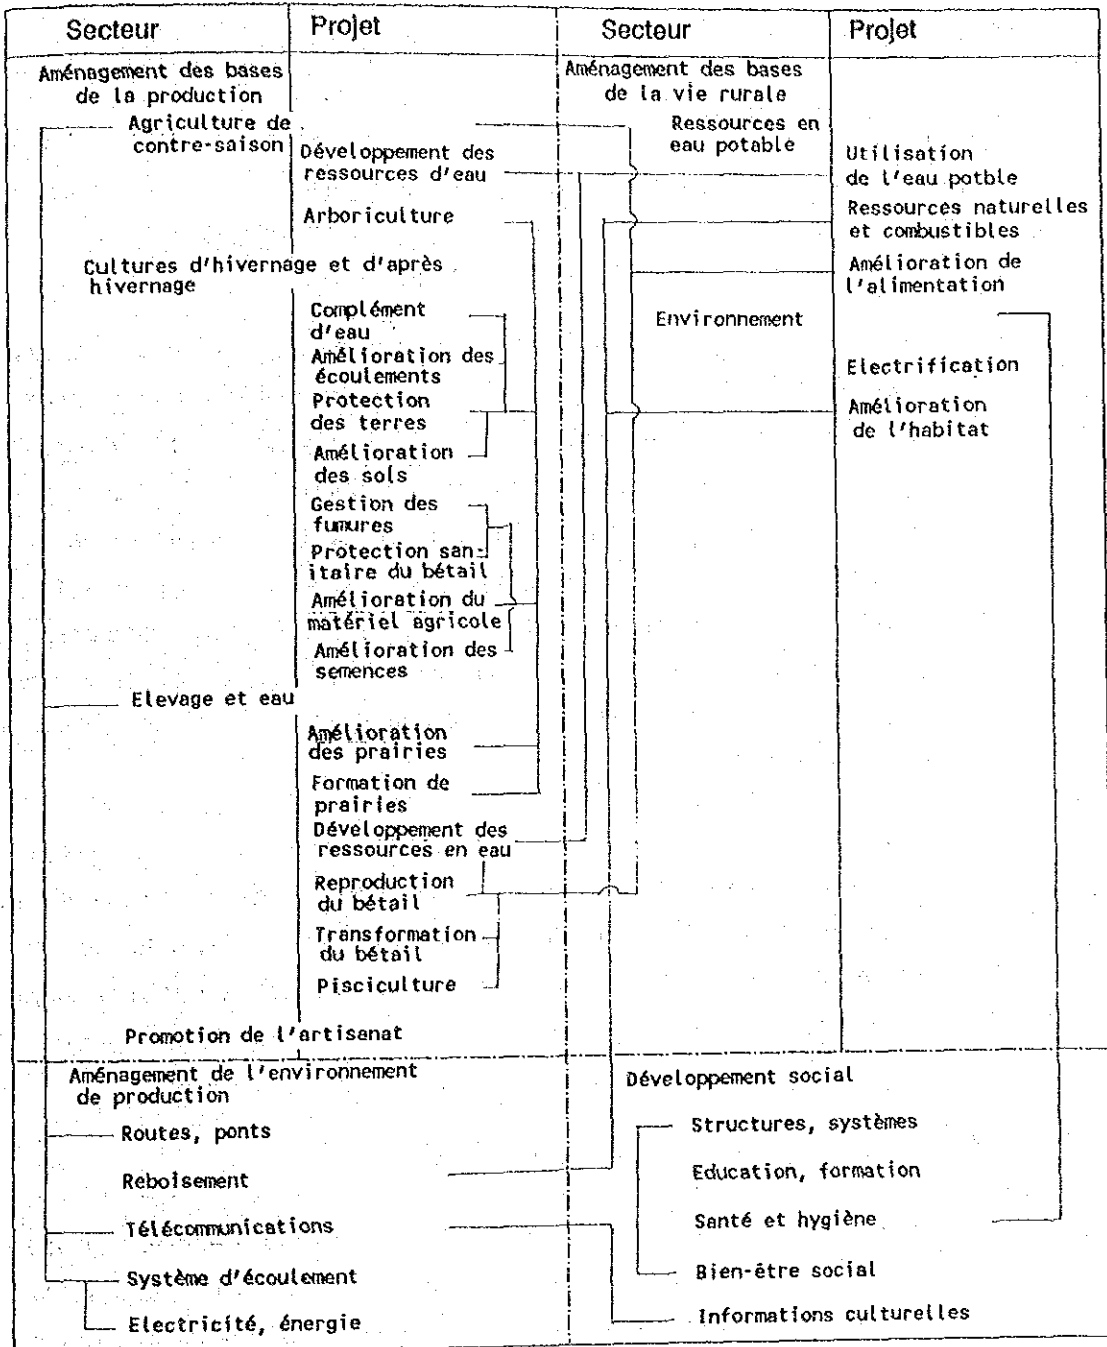 Secteur
Projet
Secteur
Projet
Aménagement des bases
de la production
Agriculture de
contre-saison
Développement des
ressources d'eau
Arboriculture
Cultures d'hivernage et d'après
hivernage
Complément
d'eau
Amélioration des
écoulements
Protection
des terres
Amélioration
des sols
Gestion des
fumures
Protection san-
itaire du bétail
Amélioration du
matériel agricole
Amélioration des
semences
Elevage et eau
Amélioration
des prairies
Formation de
prairies
Développement des
ressources en eau
Reproduction
du bétail
Transformation
du bétail
Pisciculture
Promotion de l'artisanat
Aménagement des bases
de la vie rurale
Ressources en
eau potable
Utilisation
de l'eau potble
Ressources naturelles
et combustibles
Amélioration de
l'alimentation
Environnement
Electrification
Amélioration
de l'habitat
Aménagement de l'environnement
de production
Routes, ponts
Reboisement
Télécommunications
Système d'écoulement
Electricité, énergie
Développement social
Structures, systèmes
Education, formation
Santé et hygiène
Bien-être social
Informations culturelles